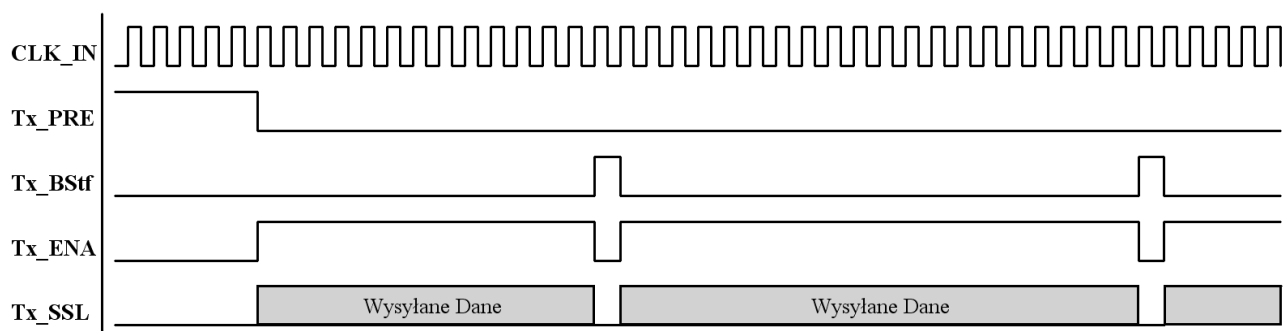 CLK_IN
Tx_PRE
Tx_BStf
Tx_ENA
Tx_SSL Wysyłane Dane Wysyłane Dane